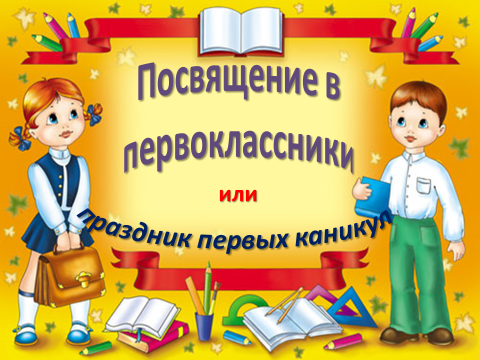 Посвящение в
первоклассники
или
праздник первых каникул